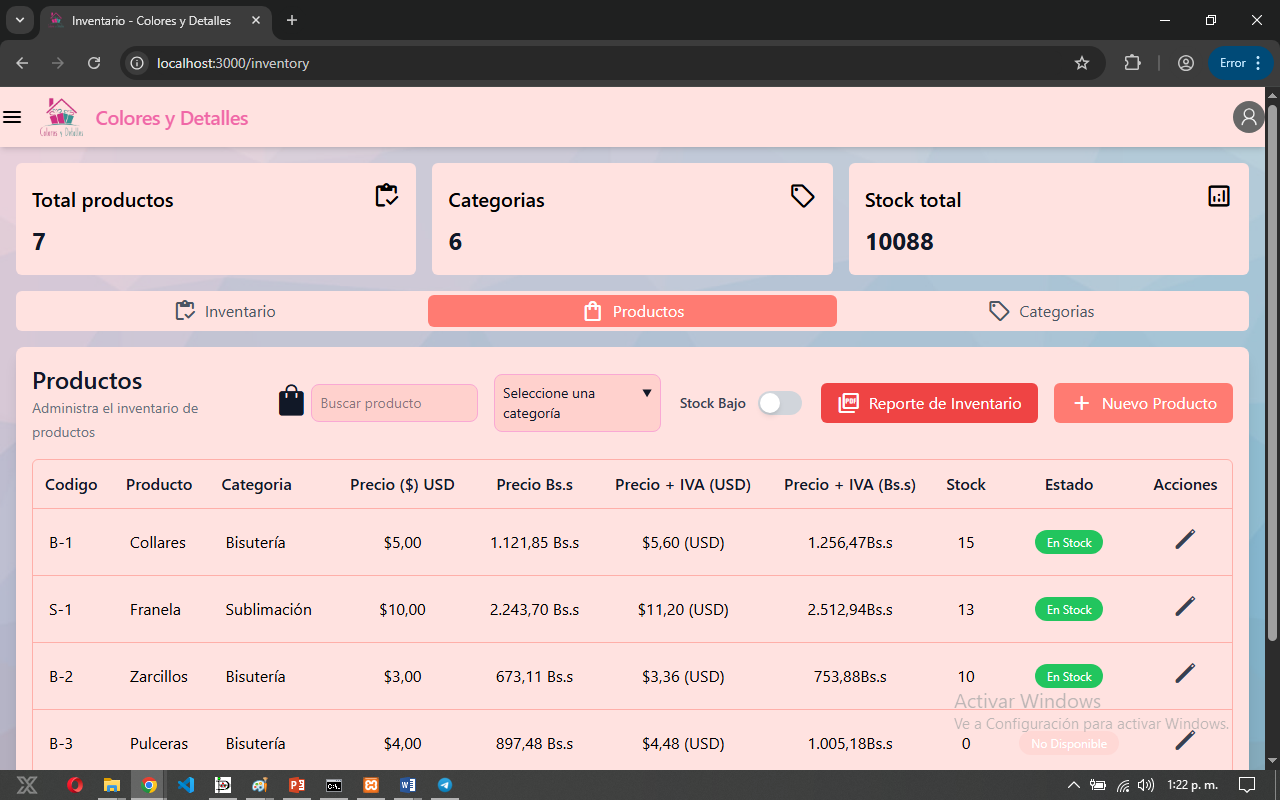 Inventario - Colores y Detalles
localhost:3000/inventory
Error
Colores y Detalles
Colores y Detalles
Total productos
7
Categorias
6
Stock total
10088
Inventario
Productos
Categorias
Productos
Administra el inventario de
productos
Buscar producto
Seleccione una
categoría
Stock Bajo
PDF
Reporte de Inventario
Nuevo Producto
Codigo Producto Categoria Precio ($) USD Precio Bs.s Precio + IVA (USD) Precio + IVA (Bs.s) Stock Estado Acciones
B-1 Collares Bisutería $5,00 1.121,85 Bs.s $5,60 (USD) 1.256,47Bs.s 15 En Stock
S-1 Franela Sublimación $10,00 2.243,70 Bs.s $11,20 (USD) 2.512,94Bs.s 13 En Stock
B-2 Zarcillos Bisutería $3,00 673,11 Bs.s $3,36 (USD) 753,88Bs.s 10 En Stock
Activar Windows
Ve a Configuración para activar Windows.
B-3 Pulceras Bisutería $4,00 897,48 Bs.s $4,48 (USD) 1.005,18Bs.s 0 No Disponible
1:22 p. m.